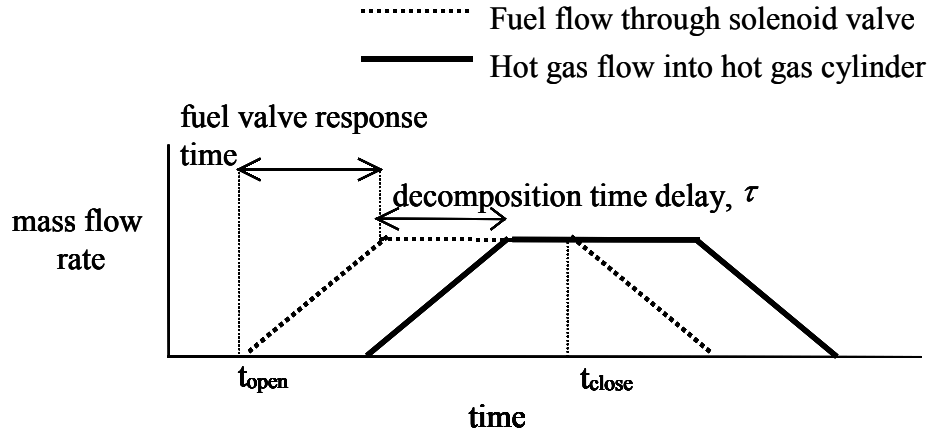 Fuel flow through solenoid valve
Hot gas flow into hot gas cylinder
fuel valve response
time
decomposition time delay, τ
mass flow
rate
t_open
t_close
time